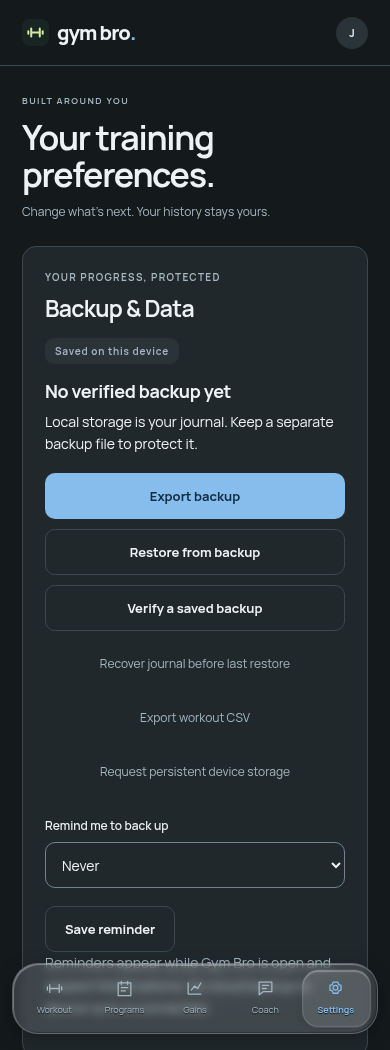 gym bro.
J
BUILT AROUND YOU
Your training
preferences.
Change what's next. Your history stays yours.
YOUR PROGRESS, PROTECTED
Backup & Data
Saved on this device
No verified backup yet
Local storage is your journal. Keep a separate
backup file to protect it.
Export backup
Restore from backup
Verify a saved backup
Recover journal before last restore
Export workout CSV
Request persistent device storage
Remind me to back up
Never
Save reminder
Reminders appear while Gym Bro is open and
Workout
Programs
Gains
Coach
Settings